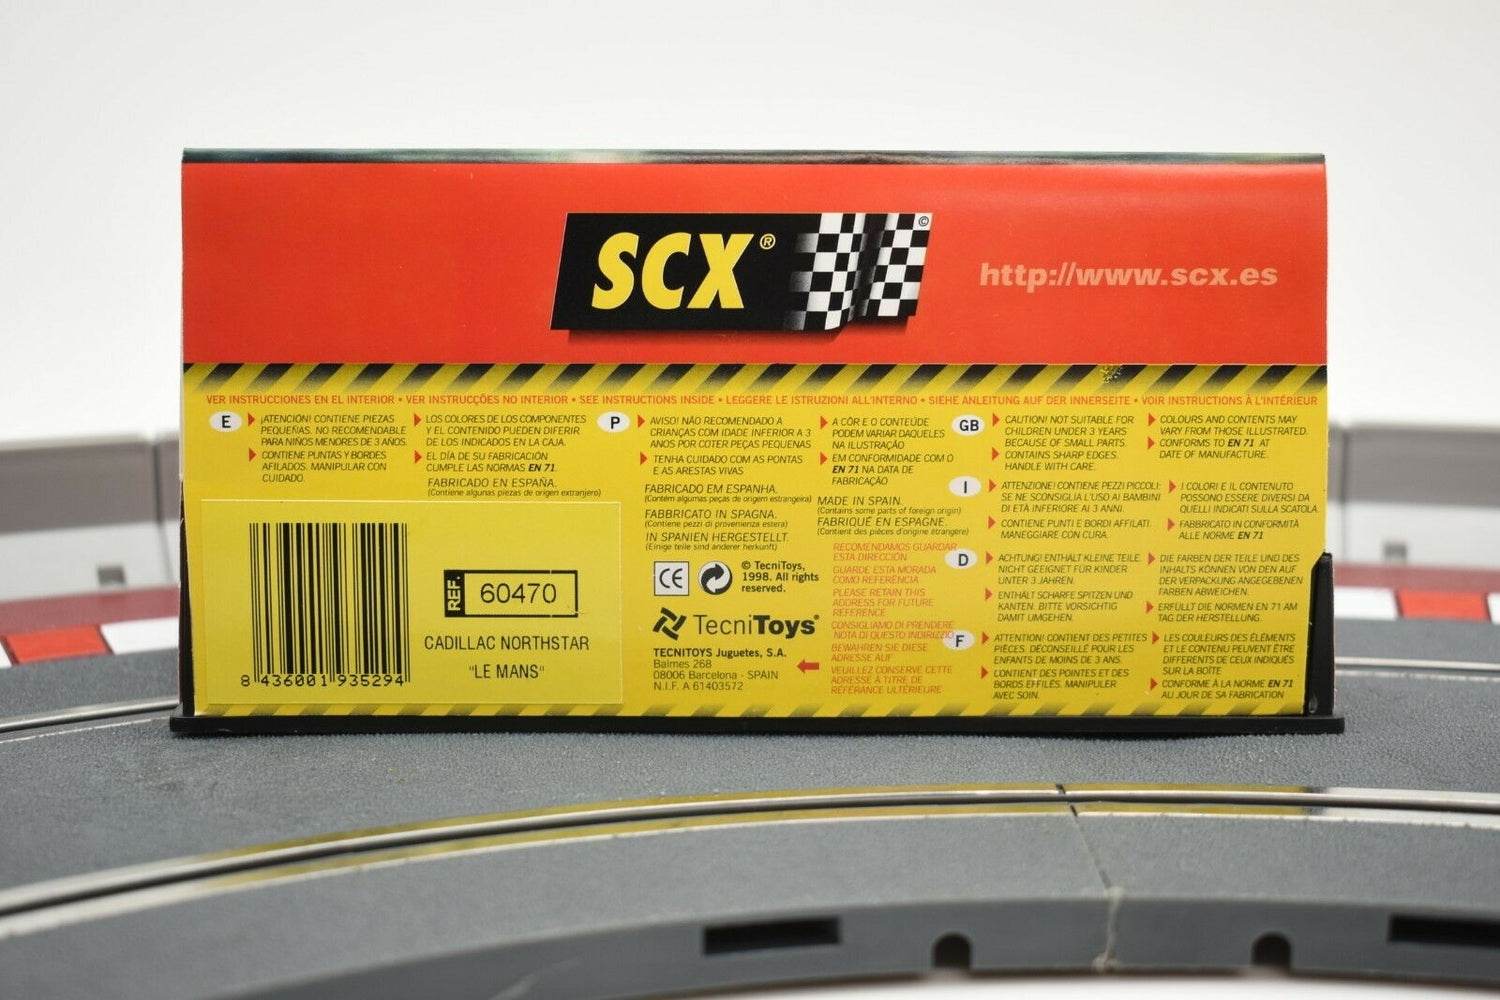 SCX®
©
http://www.scx.es
VER INSTRUCCIONES EN EL INTERIOR • VER INSTRUCÇÕES NO INTERIOR • SEE INSTRUCTIONS INSIDE • LEGGERE LE ISTRUZIONI ALL'INTERNO • SIEHE ANLEITUNG AUF DER INNERSEITE • VOIR INSTRUCTIONS À L'INTÉRIEUR
E
¡ATENCIÓN! CONTIENE PIEZAS
PEQUEÑAS. NO RECOMENDABLE
PARA NIÑOS MENORES DE 3 AÑOS.
CONTIENE PUNTAS Y BORDES
AFILADOS. MANIPULAR CON
CUIDADO.
LOS COLORES DE LOS COMPONENTES
Y EL CONTENIDO PUEDEN DIFERIR
DE LOS INDICADOS EN LA CAJA.
EL DÍA DE SU FABRICACIÓN
CUMPLE LAS NORMAS EN 71.
FABRICADO EN ESPAÑA.
(Contiene algunas piezas de origen extranjero)
P
AVISO! NÃO RECOMENDADO A
CRIANÇAS COM IDADE INFERIOR A 3
ANOS POR COTER PEÇAS PEQUENAS
TENHA CUIDADO COM AS PONTAS
E AS ARESTAS VIVAS
A CÔR E O CONTEÚDE
PODEM VARIAR DAQUELES
NA ILUSTRAÇÃO
EM CONFORMIDADE COM O
EN 71 NA DATA DE
FABRICAÇÃO
FABRICADO EM ESPANHA.
(Contém algumas peças de origem estrangeira)
FABBRICATO IN SPAGNA.
(Contiene pezzi di provenienza estera)
IN SPANIEN HERGESTELLT.
(Einige teile sind anderer herkunft)
MADE IN SPAIN.
(Contains some parts of foreign origin)
FABRIQUÉ EN ESPAGNE.
(Contient des pièces d'origine étrangère)
GB
CAUTION! NOT SUITABLE FOR
CHILDREN UNDER 3 YEARS
BECAUSE OF SMALL PARTS.
CONTAINS SHARP EDGES.
HANDLE WITH CARE.
COLOURS AND CONTENTS MAY
VARY FROM THOSE ILLUSTRATED.
CONFORMS TO EN 71 AT
DATE OF MANUFACTURE.
I
ATTENZIONE! CONTIENE PEZZI PICCOLI:
SE NE SCONSIGLIA L'USO AI BAMBINI
DI ETÀ INFERIORE AI 3 ANNI.
CONTIENE PUNTI E BORDI AFFILATI.
MANEGGIARE CON CURA.
I COLORI E IL CONTENUTO
POSSONO ESSERE DIVERSI DA
QUELLI INDICATI SULLA SCATOLA.
FABBRICATO IN CONFORMITÀ
ALLE NORME EN 71
D
ACHTUNG! ENTHÄLT KLEINE TEILE.
NICHT GEEIGNET FÜR KINDER
UNTER 3 JAHREN.
ENTHÄLT SCHARFE SPITZEN UND
KANTEN. BITTE VORSICHTIG
DAMIT UMGEHEN.
DIE FARBEN DER TEILE UND DES
INHALTS KÖNNEN VON DEN AUF
DER VERPACKUNG ANGEGEBENEN
FARBEN ABWEICHEN.
ERFÜLLT DIE NORMEN EN 71 AM
TAG DER HERSTELLUNG.
F
ATTENTION! CONTIENT DES PETITES
PIÈCES. DÉCONSEILLÉ POUR LES
ENFANTS DE MOINS DE 3 ANS.
CONTIENT DES POINTES ET DES
BORDS EFFILÉS. MANIPULER
AVEC SOIN.
LES COULEURS DES ÉLÉMENTS
ET LE CONTENU PEUVENT ÊTRE
DIFFERENTS DE CEUX INDIQUÉS
SUR LA BOÎTE
CONFORME À LA NORME EN 71
AU JOUR DE SA FABRICATION
RECOMENDAMOS GUARDAR
ESTA DIRECCIÓN
GUARDE ESTA MORADA
COMO REFERÊNCIA
PLEASE RETAIN THIS
ADDRESS FOR FUTURE
REFERENCE
CONSIGLIAMO DI PRENDERE
NOTA DI QUESTO INDIRIZZO
BEWAHREN SIE DIESE
ADRESSE AUF
VEUILLEZ CONSERVE CETTE
ADRESSE À TITRE DE
RÉFÉRANCE ULTÉRIEURE
CE
© TecniToys,
1998. All rights
reserved.
TecniToys®
TECNITOYS Juguetes, S.A.
Balmes 268
08006 Barcelona - SPAIN
N.I.F. A 61403572
REF. 60470
CADILLAC NORTHSTAR
"LE MANS"
8 436001 935294